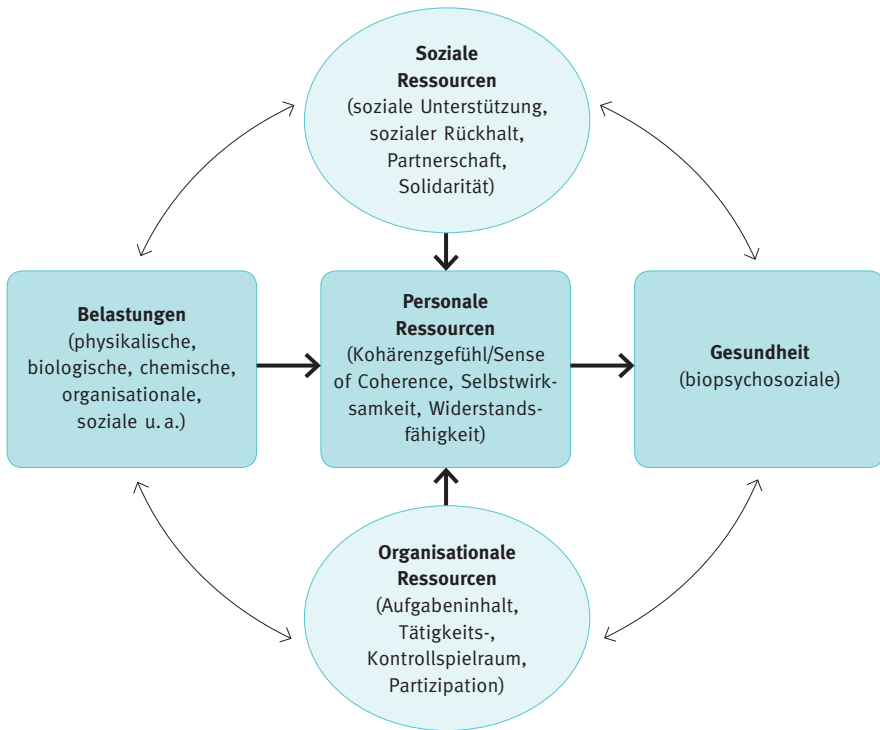 Soziale
Ressourcen
(soziale Unterstützung,
sozialer Rückhalt,
Partnerschaft,
Solidarität)
Belastungen
(physikalische,
biologische, chemische,
organisationale,
soziale u. a.)
Personale
Ressourcen
(Kohärenzgefühl/Sense
of Coherence, Selbstwirk-
samkeit, Widerstands-
fähigkeit)
Gesundheit
(biopsychosoziale)
Organisationale
Ressourcen
(Aufgabeninhalt,
Tätigkeits-,
Kontrollspielraum,
Partizipation)